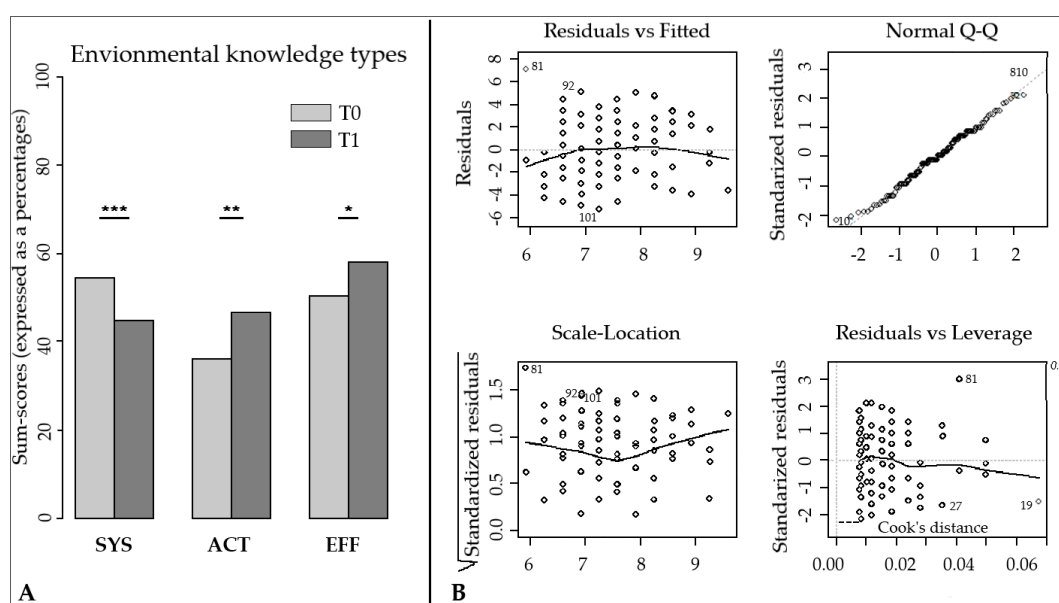 Envionmental knowledge types
Sum-scores (expressed as a percentages)
0 20 40 60 80 100
T0
T1
*** ** *
SYS ACT EFF
A
Residuals vs Fitted
Residuals
-6 -4 -2 0 2 4 6 8
81
92
101
6 7 8 9
Normal Q-Q
Standarized residuals
-2 -1 0 1 2 3
810
72
10
-2 -1 0 1 2
Scale-Location
√Standardized residuals
0.0 0.5 1.0 1.5
81
92 101
6 7 8 9
Residuals vs Leverage
Standarized residuals
-2 -1 0 1 2 3
81
27
19
Cook's distance
0.00 0.02 0.04 0.06
B